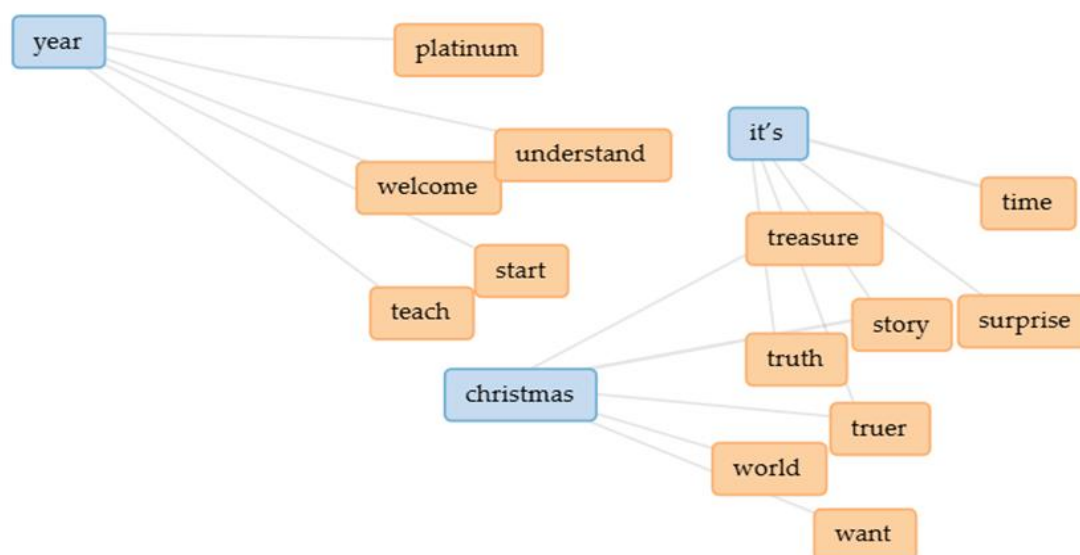 year
platinum
it’s
understand
welcome
time
treasure
start
teach
story
surprise
truth
christmas
truer
world
want